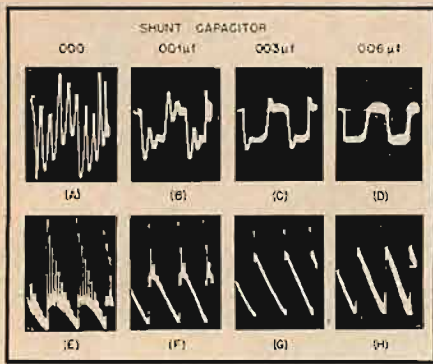 SHUNT CAPACITOR
000 .001µf .003µf .006µf
(A) (B) (C) (D)
(E) (F) (G) (H)